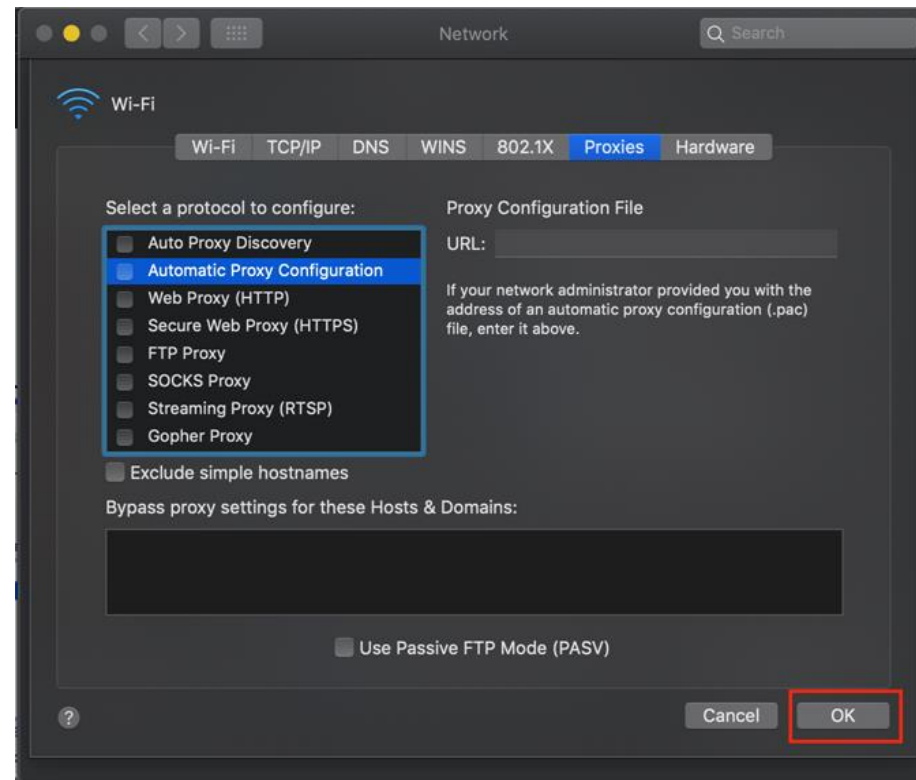 Network
Search
Wi-Fi
Wi-Fi TCP/IP DNS WINS 802.1X Proxies Hardware
Select a protocol to configure:
Auto Proxy Discovery
Automatic Proxy Configuration
Web Proxy (HTTP)
Secure Web Proxy (HTTPS)
FTP Proxy
SOCKS Proxy
Streaming Proxy (RTSP)
Gopher Proxy
Exclude simple hostnames
Proxy Configuration File
URL:
If your network administrator provided you with the
address of an automatic proxy configuration (.pac)
file, enter it above.
Bypass proxy settings for these Hosts & Domains:
Use Passive FTP Mode (PASV)
?
Cancel
OK